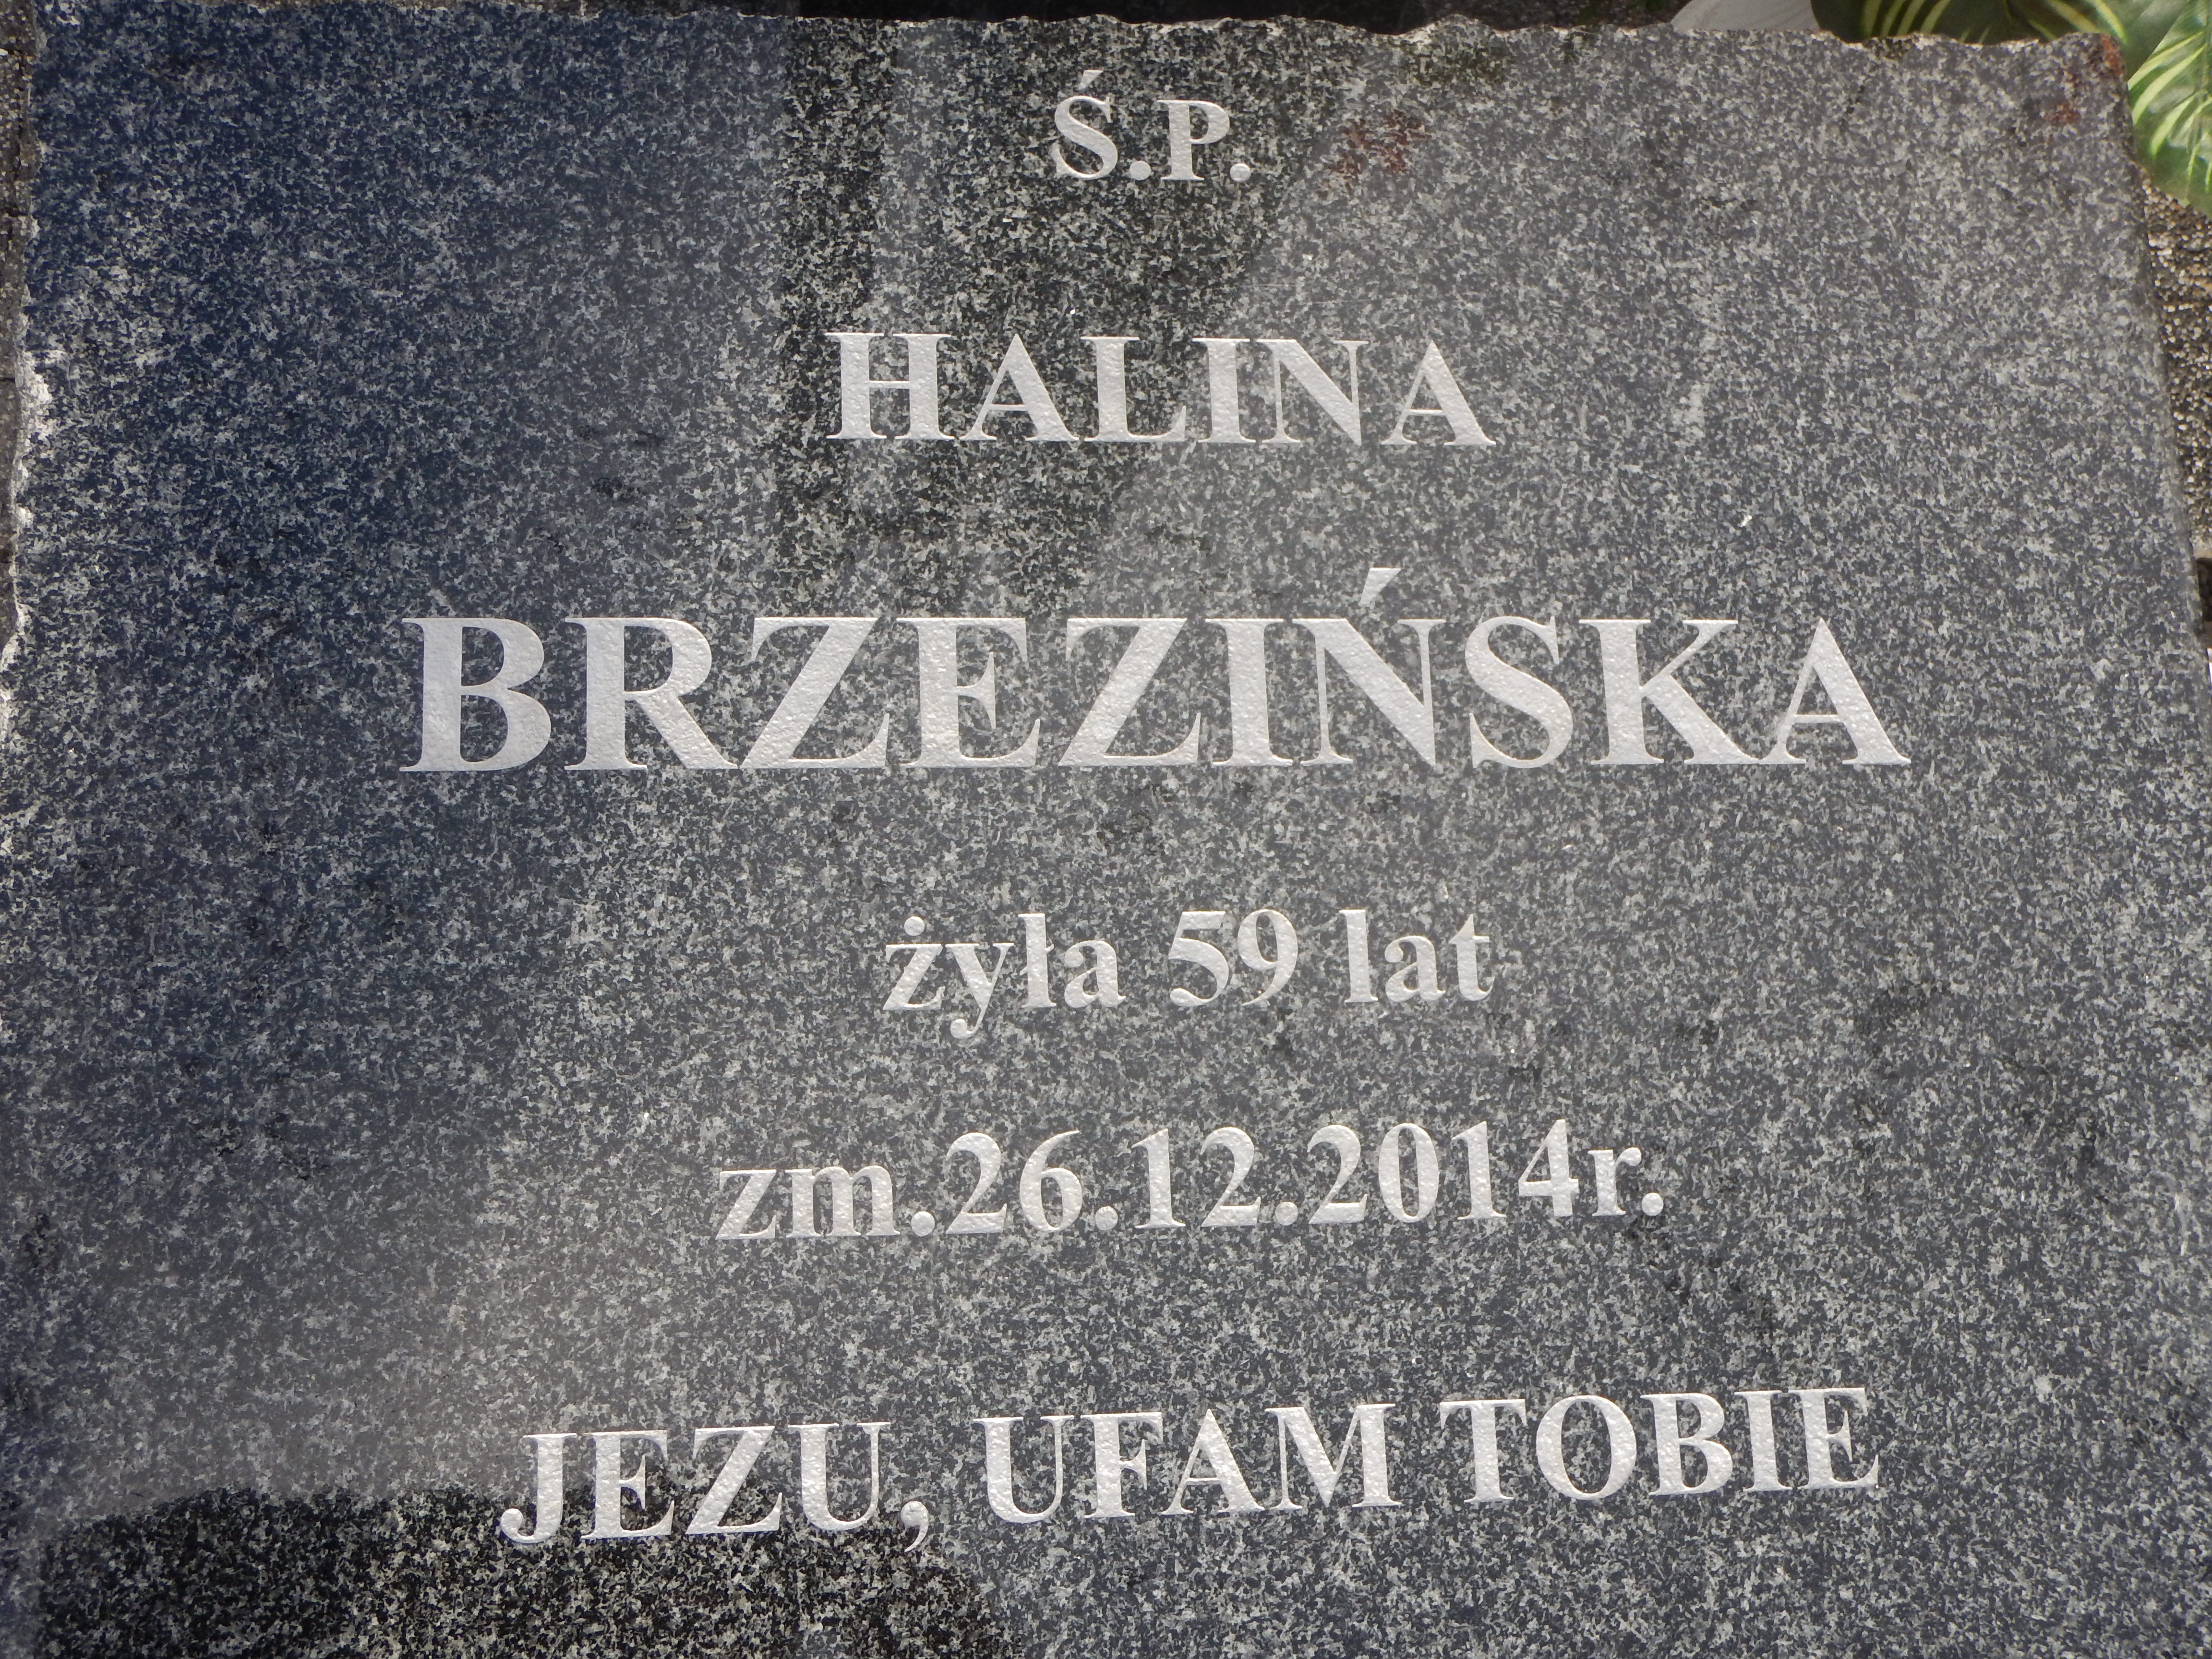 Ś.P.
HALINA
BRZEZIŃSKA
żyła 59 lat
zm.26.12.2014r.
JEZU, UFAM TOBIE